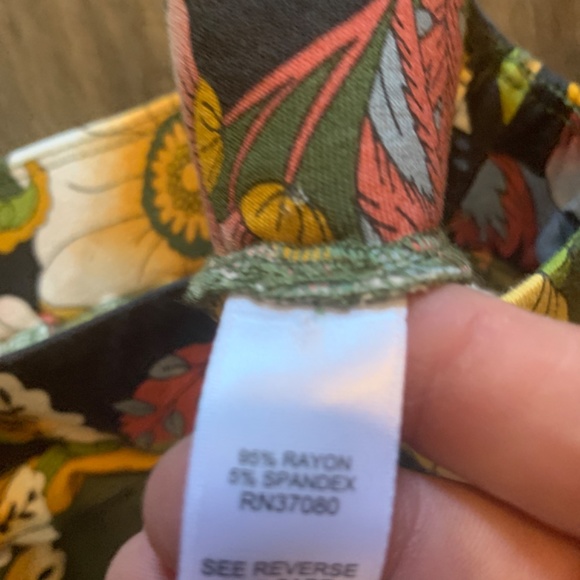 95% RAYON
5% SPANDEX
RN37080
SEE REVERSE